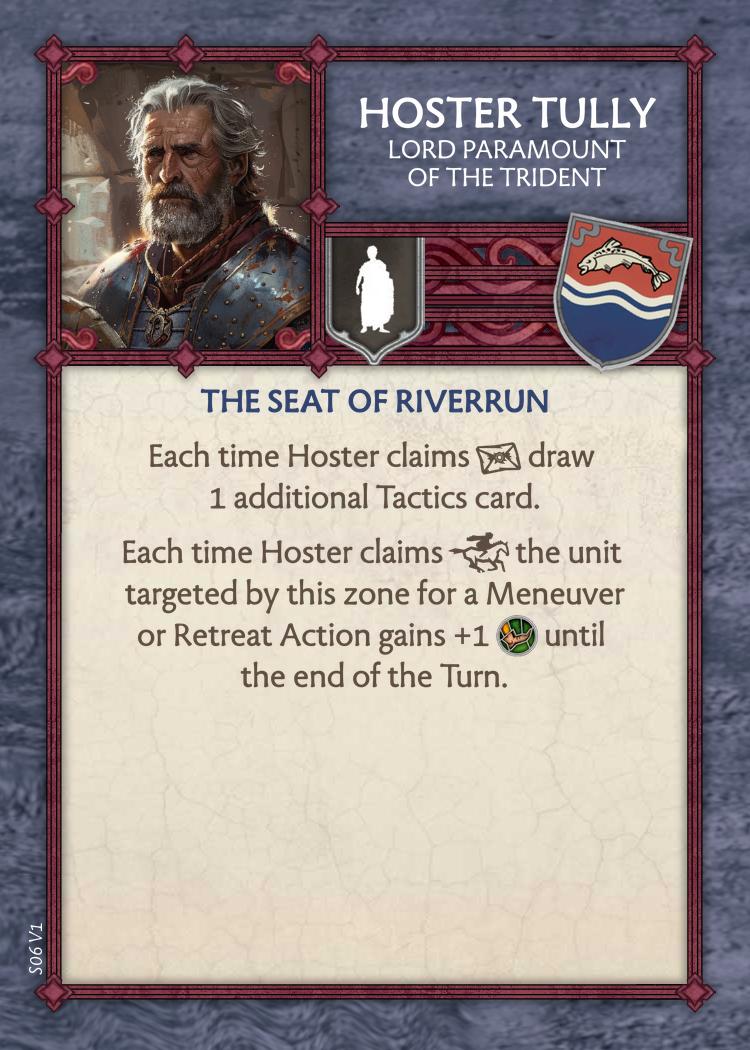 HOSTER TULLY
LORD PARAMOUNT
OF THE TRIDENT
THE SEAT OF RIVERRUN
Each time Hoster claims draw
1 additional Tactics card.
Each time Hoster claims the unit
targeted by this zone for a Meneuver
or Retreat Action gains +1 until
the end of the Turn.
S06 V1